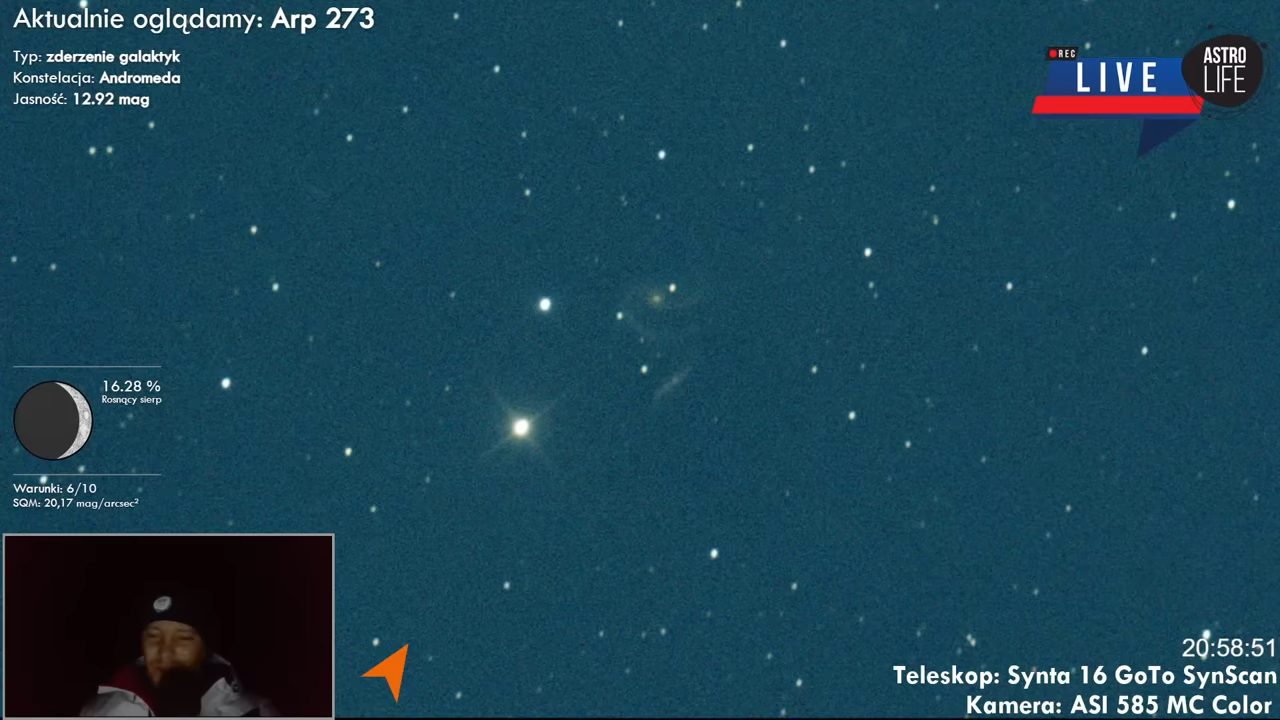 Aktualnie oglądamy: Arp 273
Typ: zderzenie galaktyk
Konstelacja: Andromeda
Jasność: 12.92 mag
REC
LIVE
ASTRO
LIFE
16.28 %
Rosnący sierp
Warunki: 6/10
SQM: 20,17 mag/arcsec²
20:58:51
Teleskop: Synta 16 GoTo SynScan
Kamera: ASI 585 MC Color